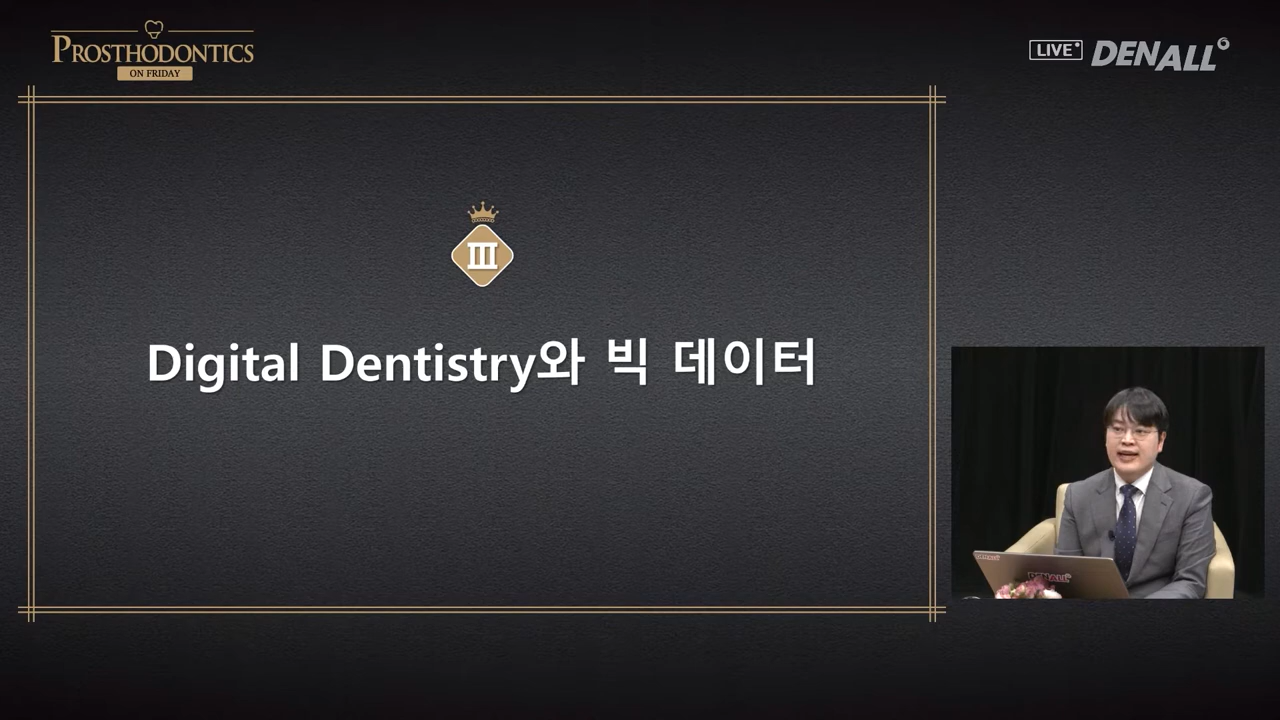 PROSTHODONTICS
ON FRIDAY
LIVE
DENALL
III
Digital Dentistry와 빅 데이터
DENALL